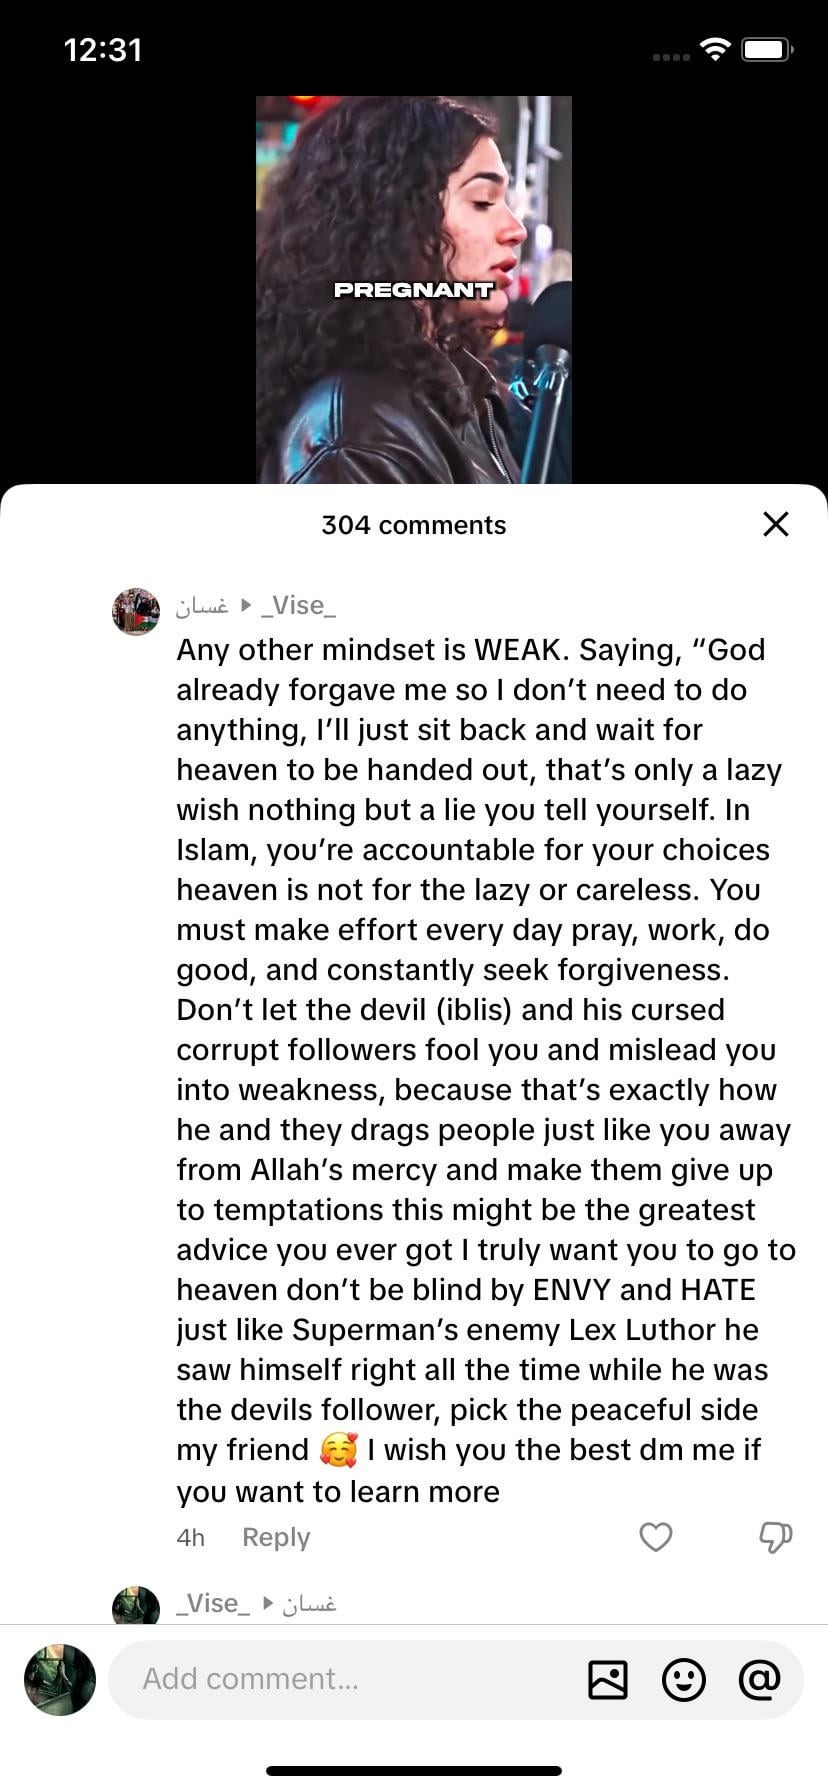 12:31
PREGNANT
304 comments
غسان ▸ _Vise_
Any other mindset is WEAK. Saying, “God
already forgave me so I don’t need to do
anything, I’ll just sit back and wait for
heaven to be handed out, that’s only a lazy
wish nothing but a lie you tell yourself. In
Islam, you’re accountable for your choices
heaven is not for the lazy or careless. You
must make effort every day pray, work, do
good, and constantly seek forgiveness.
Don’t let the devil (iblis) and his cursed
corrupt followers fool you and mislead you
into weakness, because that’s exactly how
he and they drags people just like you away
from Allah’s mercy and make them give up
to temptations this might be the greatest
advice you ever got I truly want you to go to
heaven don’t be blind by ENVY and HATE
just like Superman’s enemy Lex Luthor he
saw himself right all the time while he was
the devils follower, pick the peaceful side
my friend 🥰 I wish you the best dm me if
you want to learn more
4h Reply
_Vise_ ▸ غسان
Add comment...